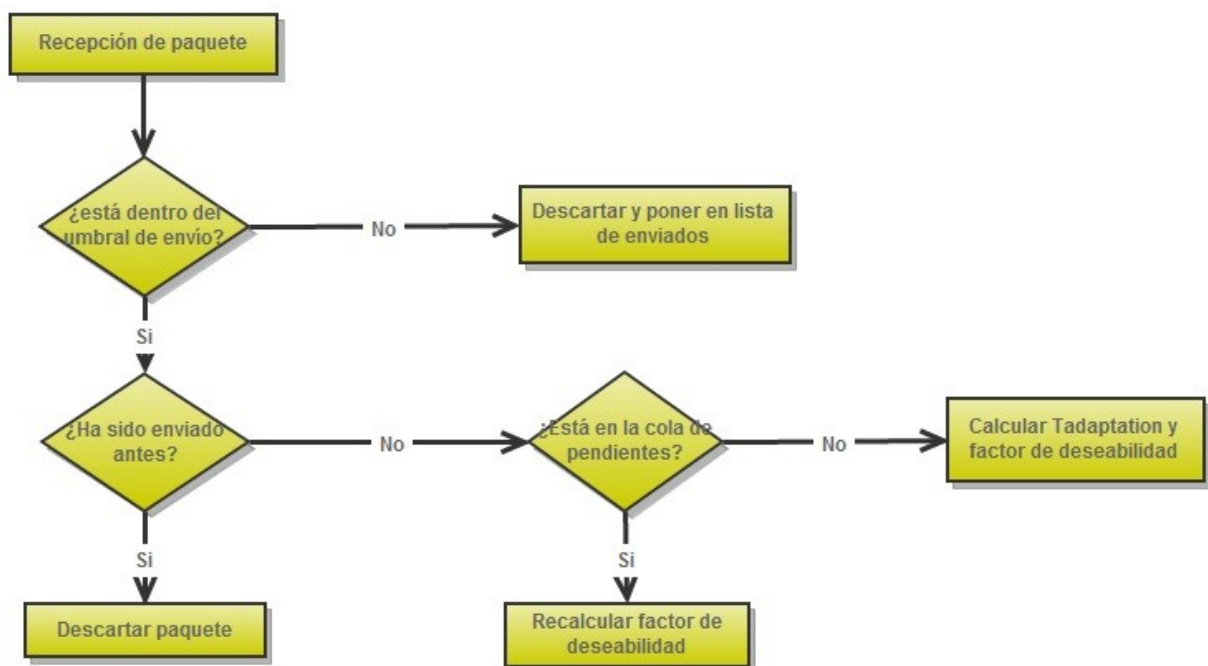 Recepción de paquete
¿está dentro del
umbral de envío?
No
Descartar y poner en lista
de enviados
Si
¿Ha sido enviado
antes?
No
¿Está en la cola de
pendientes?
No
Calcular Tadaptation y
factor de deseabilidad
Si
Si
Descartar paquete
Recalcular factor de
deseabilidad